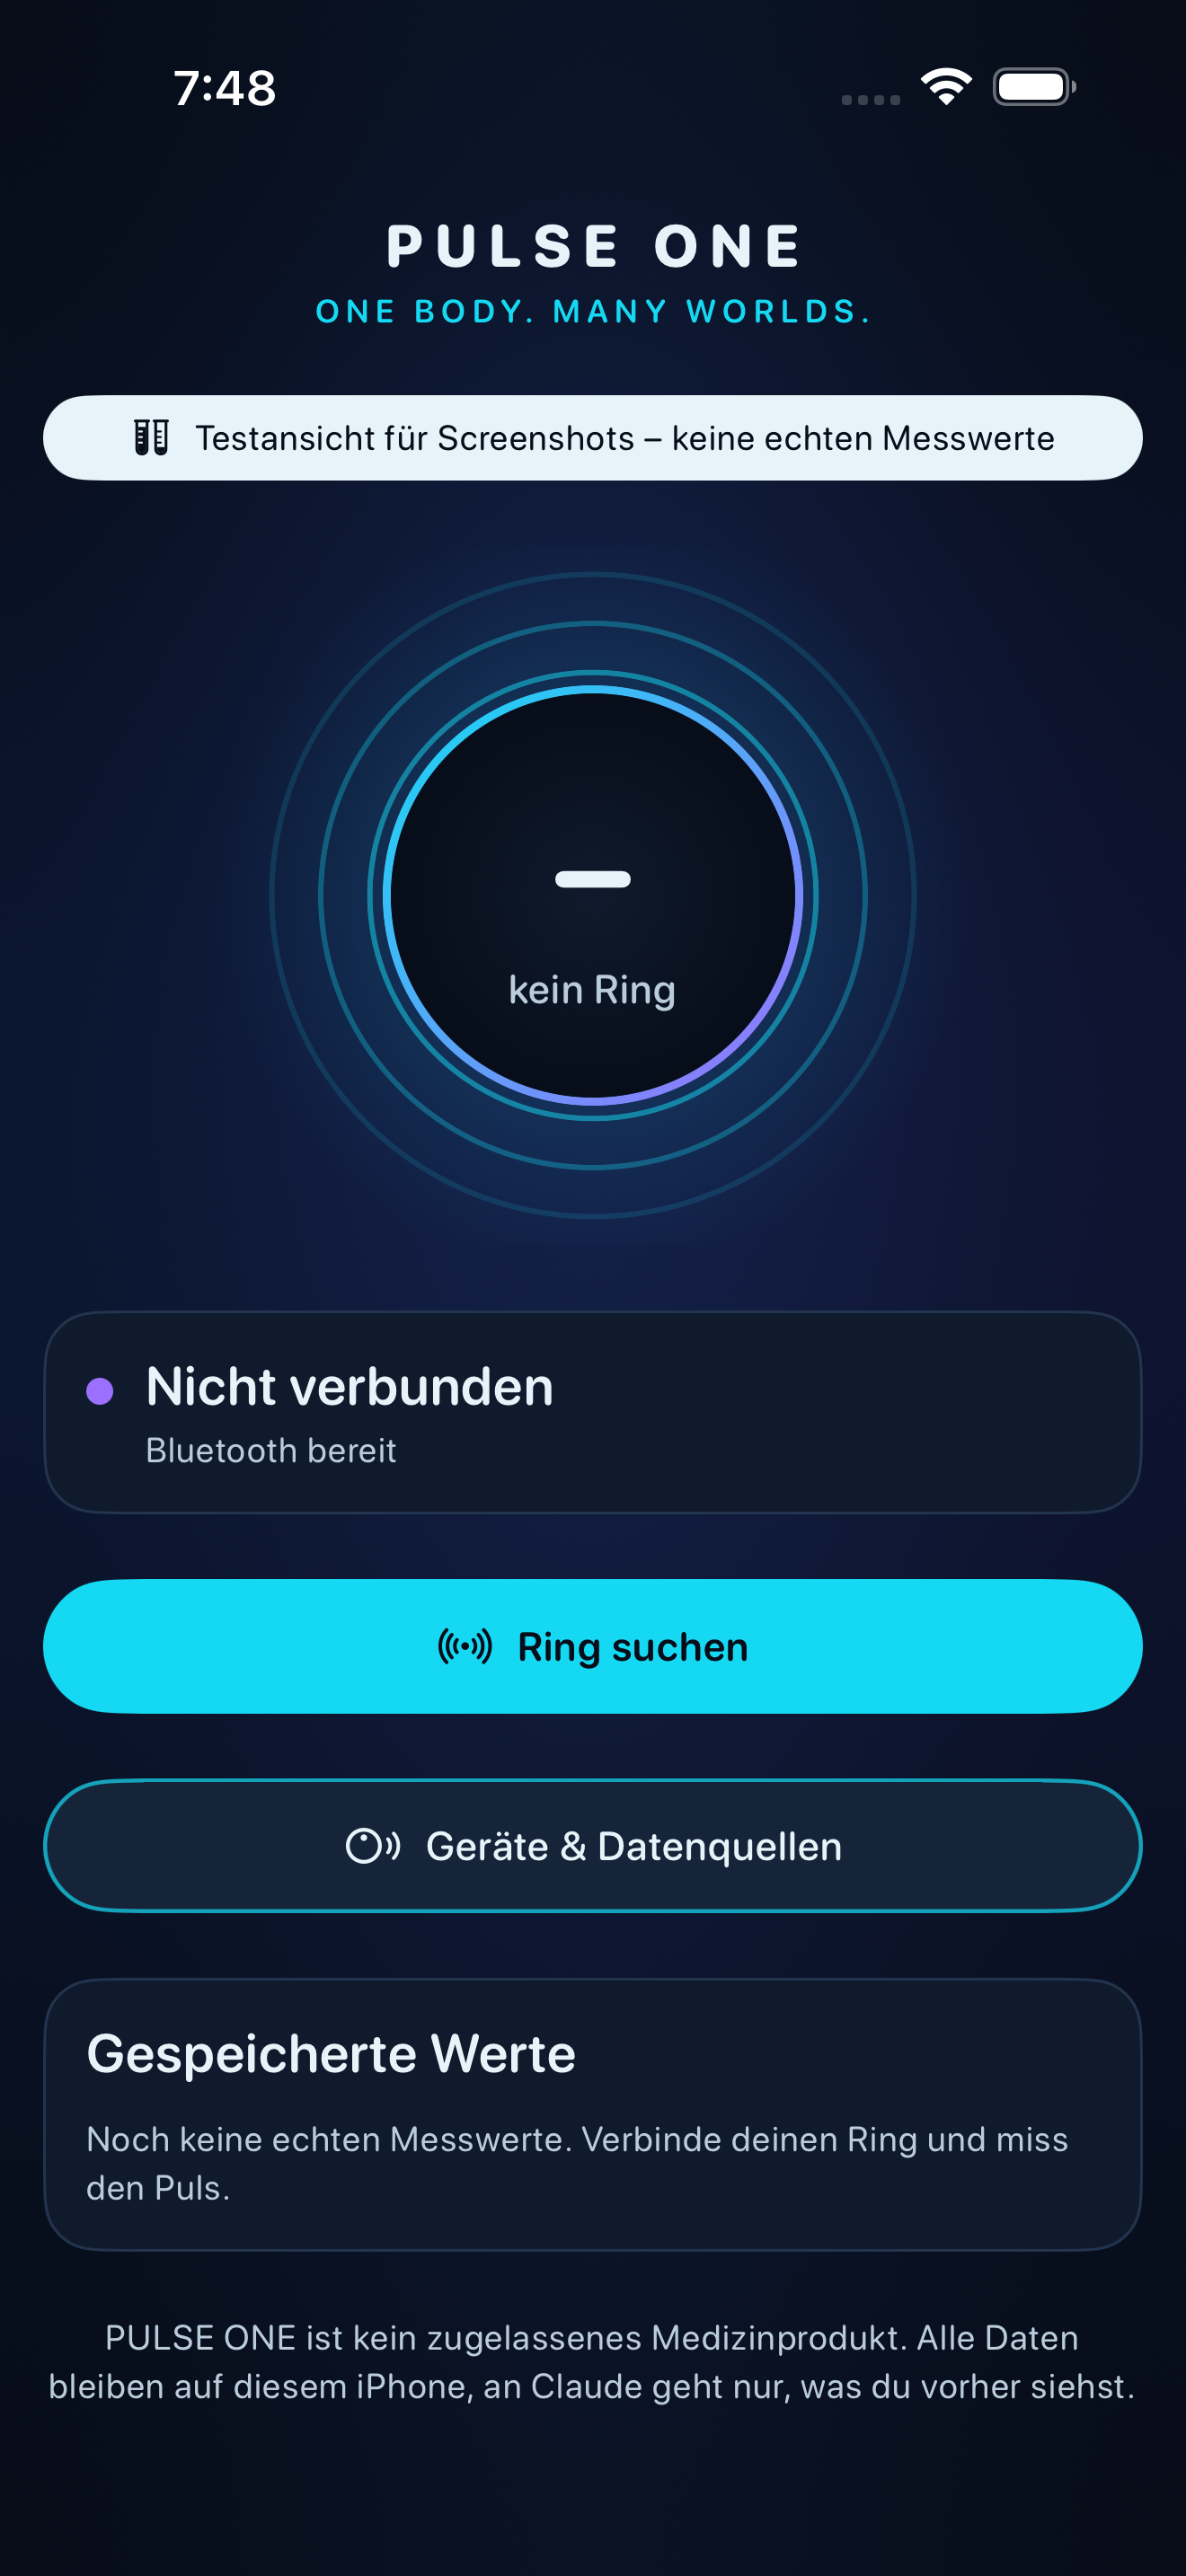 7:48
PULSE ONE
ONE BODY. MANY WORLDS.
Testansicht für Screenshots – keine echten Messwerte
–
kein Ring
Nicht verbunden
Bluetooth bereit
Ring suchen
Geräte & Datenquellen
Gespeicherte Werte
Noch keine echten Messwerte. Verbinde deinen Ring und miss
den Puls.
PULSE ONE ist kein zugelassenes Medizinprodukt. Alle Daten
bleiben auf diesem iPhone, an Claude geht nur, was du vorher siehst.